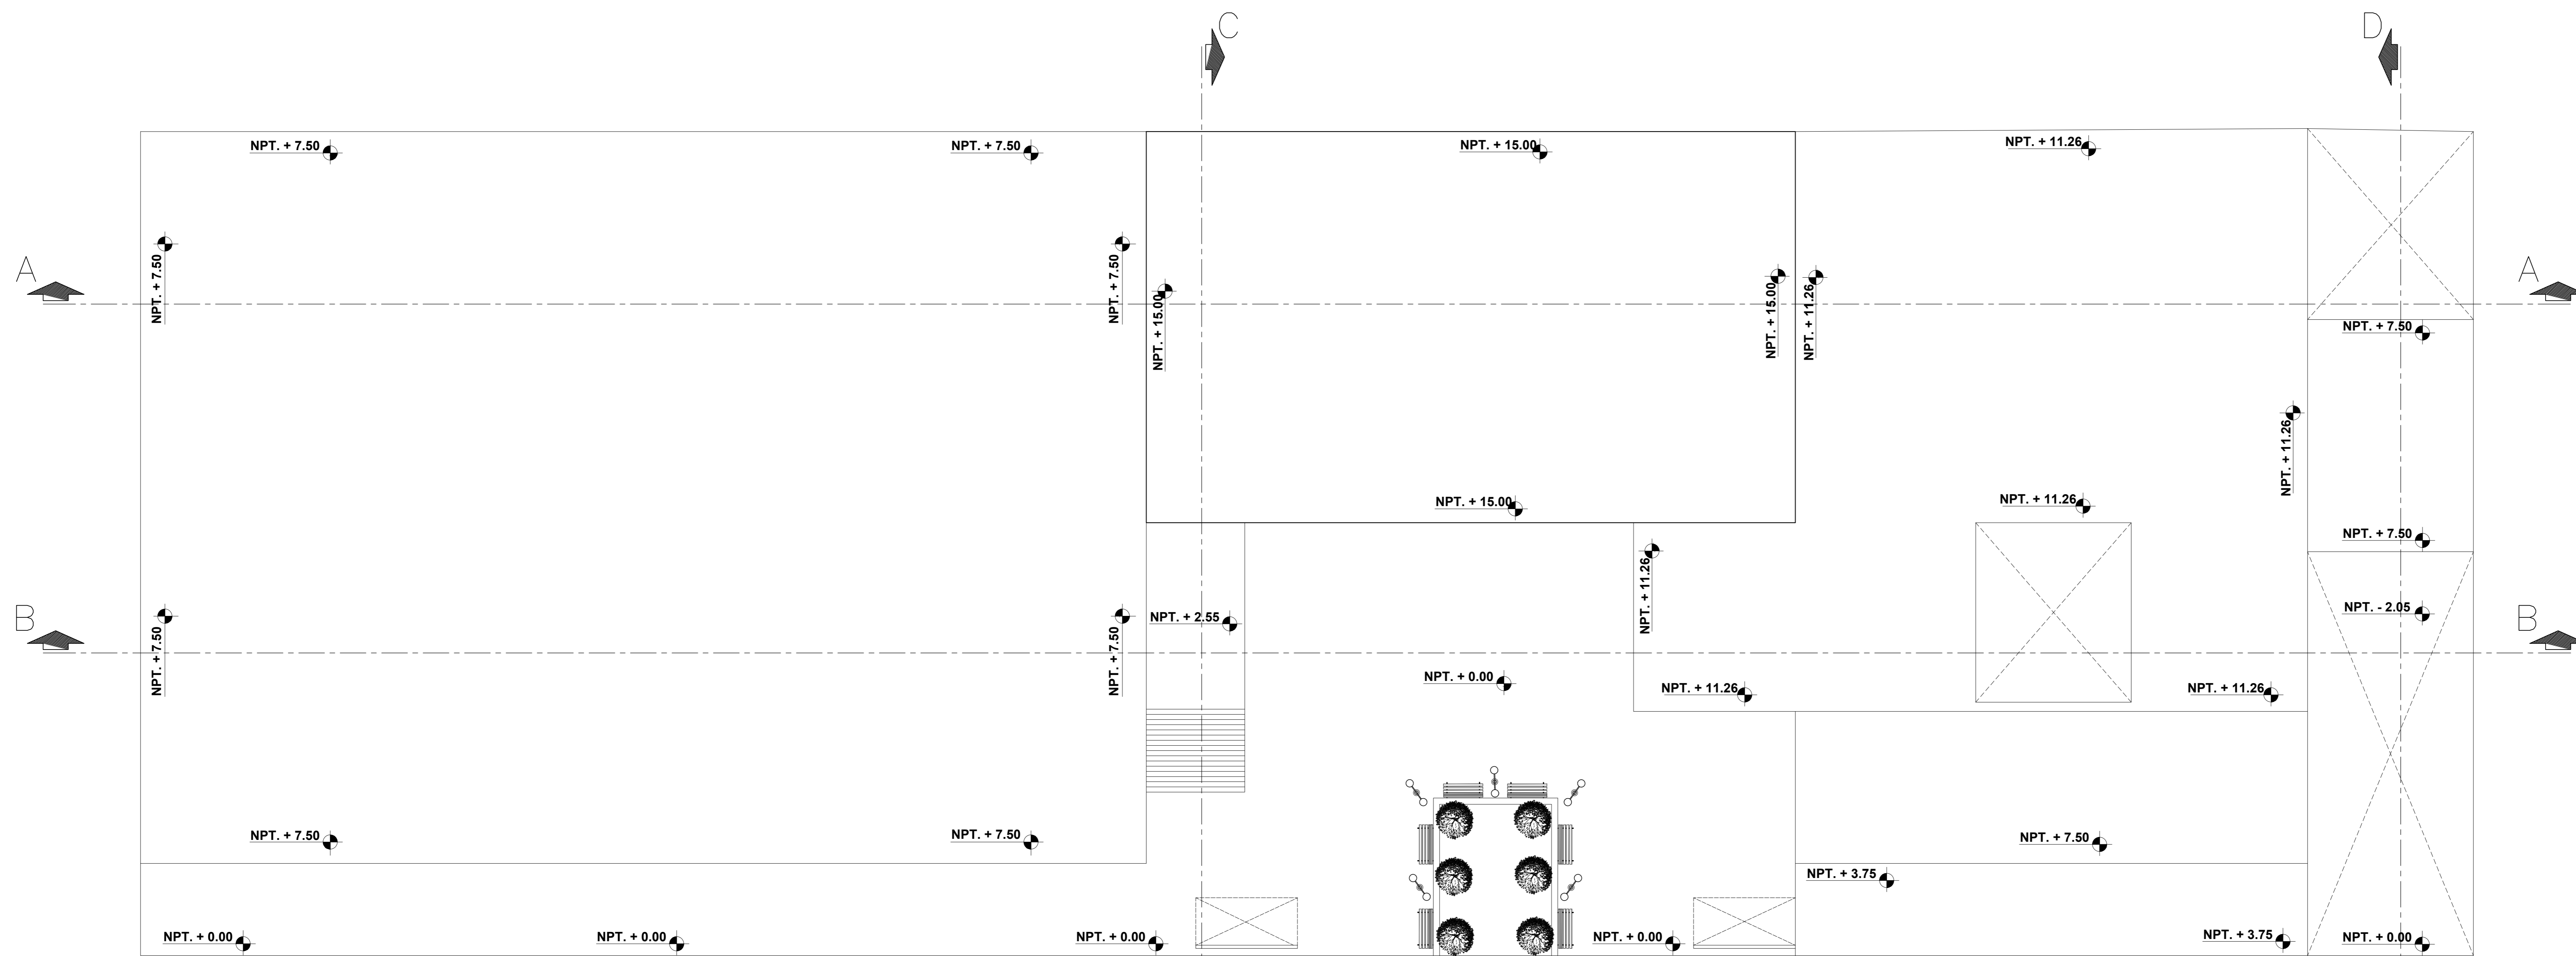 C
D
NPT. + 7.50
NPT. + 7.50
NPT. + 15.00
NPT. + 11.26
A
NPT. + 7.50
NPT. + 7.50
NPT. + 15.00
NPT. + 15.00
NPT. + 11.26
A
NPT. + 7.50
NPT. + 11.26
NPT. + 15.00
NPT. + 11.26
NPT. + 7.50
NPT. + 11.26
B
NPT. + 7.50
NPT. + 7.50
NPT. + 2.55
NPT. - 2.05
B
NPT. + 0.00
NPT. + 11.26
NPT. + 11.26
NPT. + 7.50
NPT. + 7.50
NPT. + 7.50
NPT. + 3.75
NPT. + 0.00
NPT. + 0.00
NPT. + 0.00
NPT. + 0.00
NPT. + 3.75
NPT. + 0.00